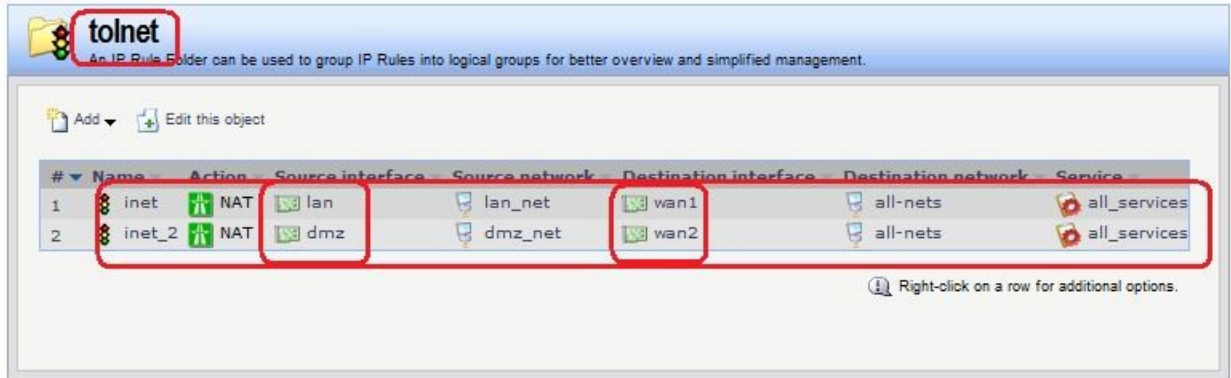 tolnet
An IP Rule Folder can be used to group IP Rules into logical groups for better overview and simplified management.
Add Edit this object
# Name Action Source interface Source network Destination interface Destination network Service
1 inet NAT lan lan_net wan1 all-nets all_services
2 inet_2 NAT dmz dmz_net wan2 all-nets all_services
Right-click on a row for additional options.